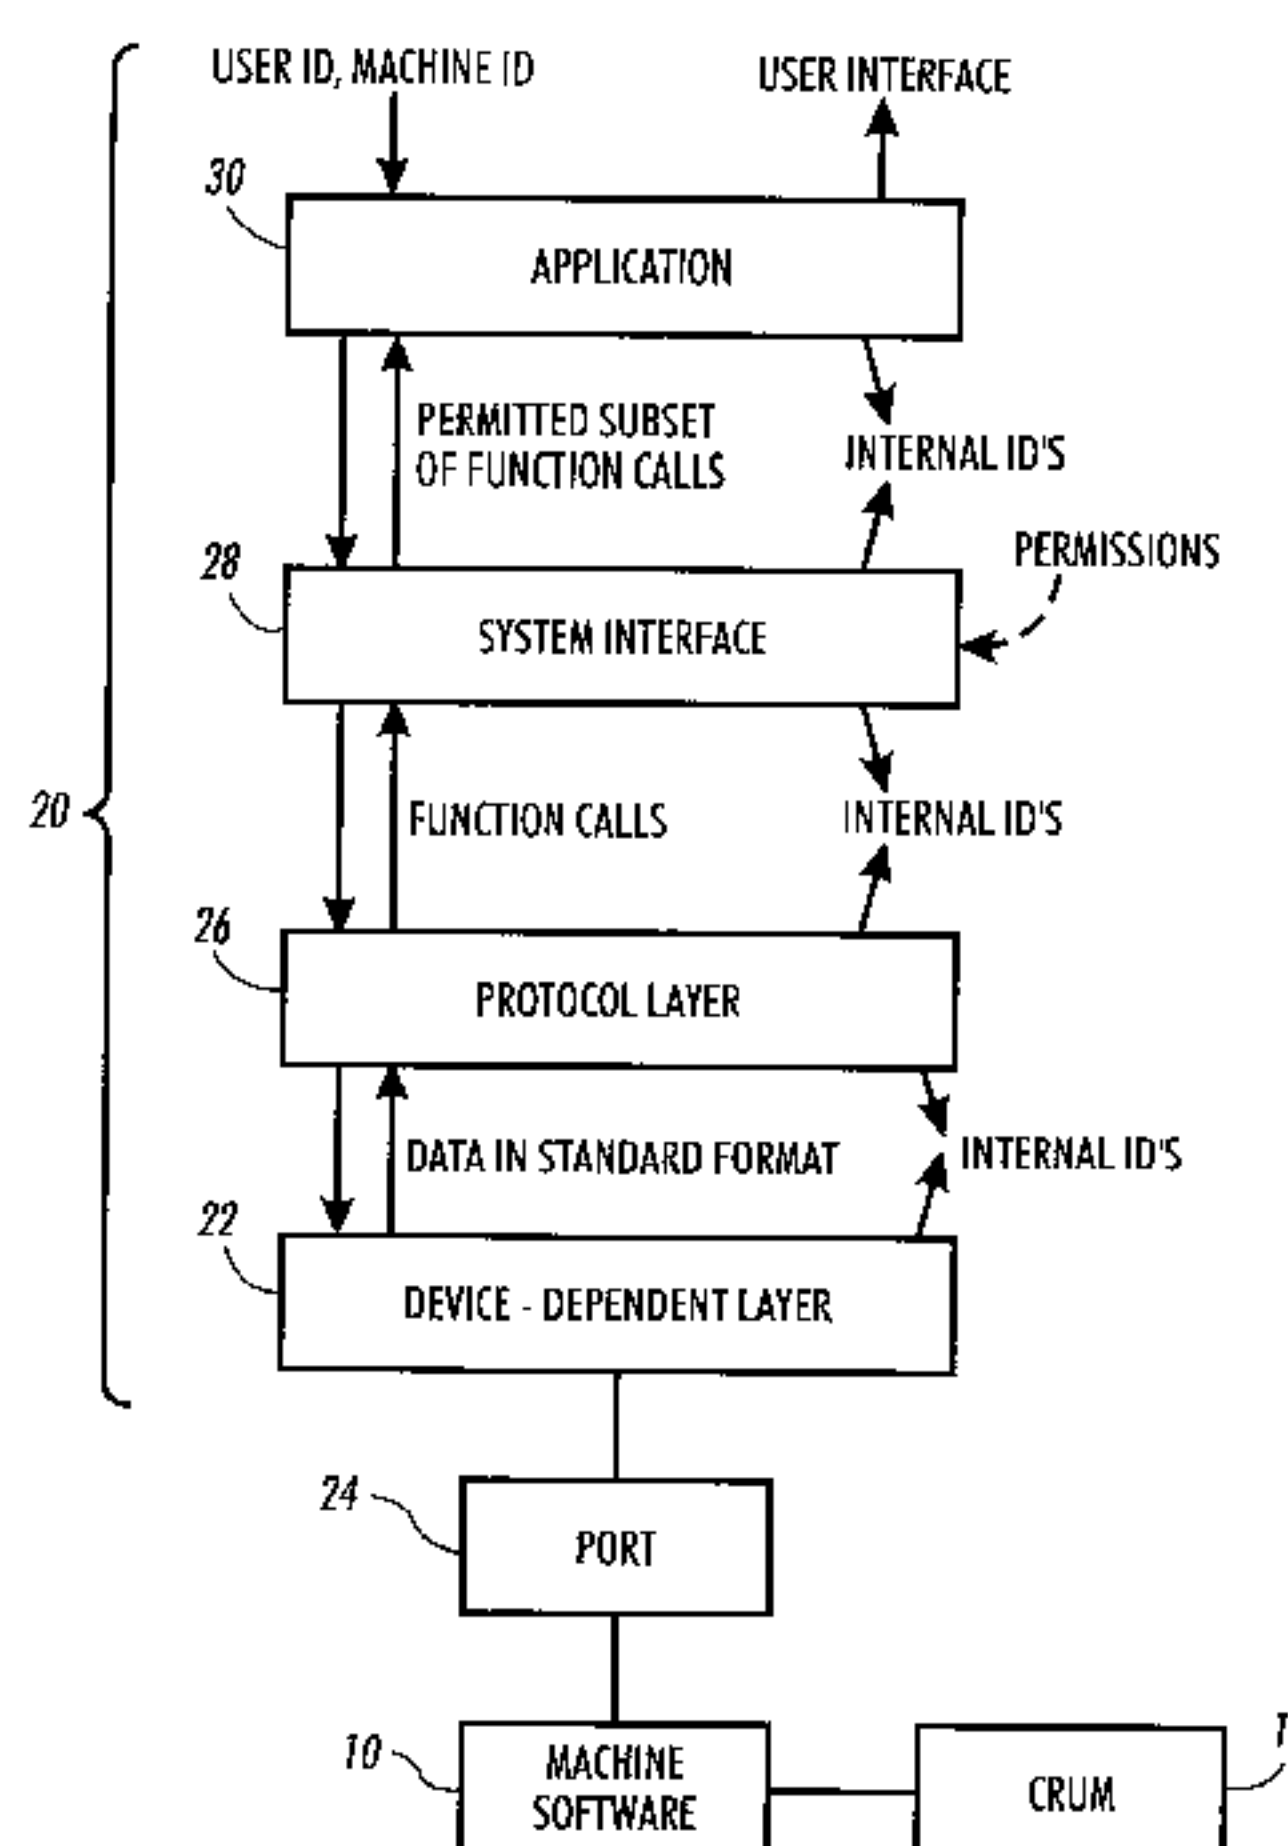 USER ID, MACHINE ID
USER INTERFACE
30
APPLICATION
PERMITTED SUBSET
OF FUNCTION CALLS
INTERNAL ID'S
PERMISSIONS
28
SYSTEM INTERFACE
20
FUNCTION CALLS
INTERNAL ID'S
26
PROTOCOL LAYER
DATA IN STANDARD FORMAT
INTERNAL ID'S
22
DEVICE - DEPENDENT LAYER
24
PORT
10
MACHINE
SOFTWARE
CRUM